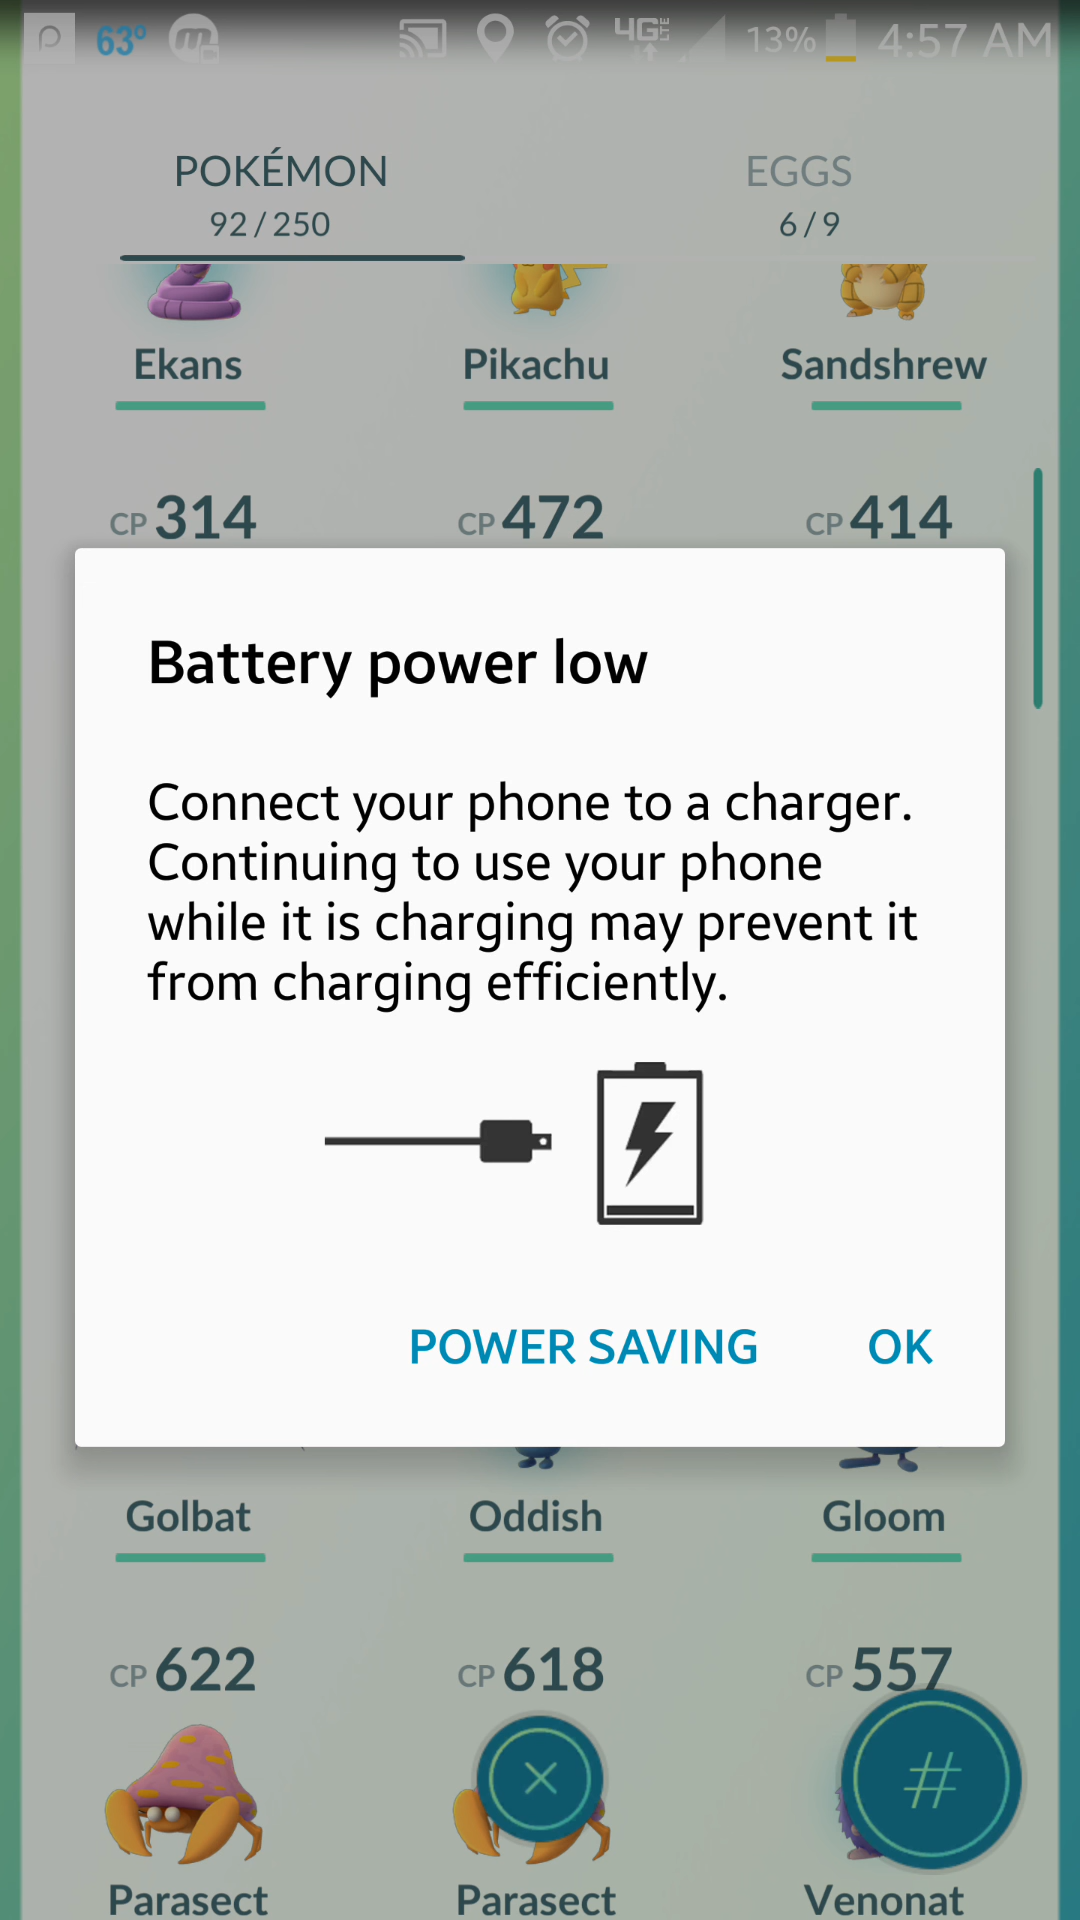 63° 4G LTE 13% 4:57 AM
POKÉMON EGGS
92/250 6/9
Ekans Pikachu Sandshrew
CP 314 CP 472 CP 414
Battery power low
Connect your phone to a charger.
Continuing to use your phone
while it is charging may prevent it
from charging efficiently.
POWER SAVING OK
Golbat Oddish Gloom
CP 622 CP 618 CP 557
#
Parasect Parasect Venonat